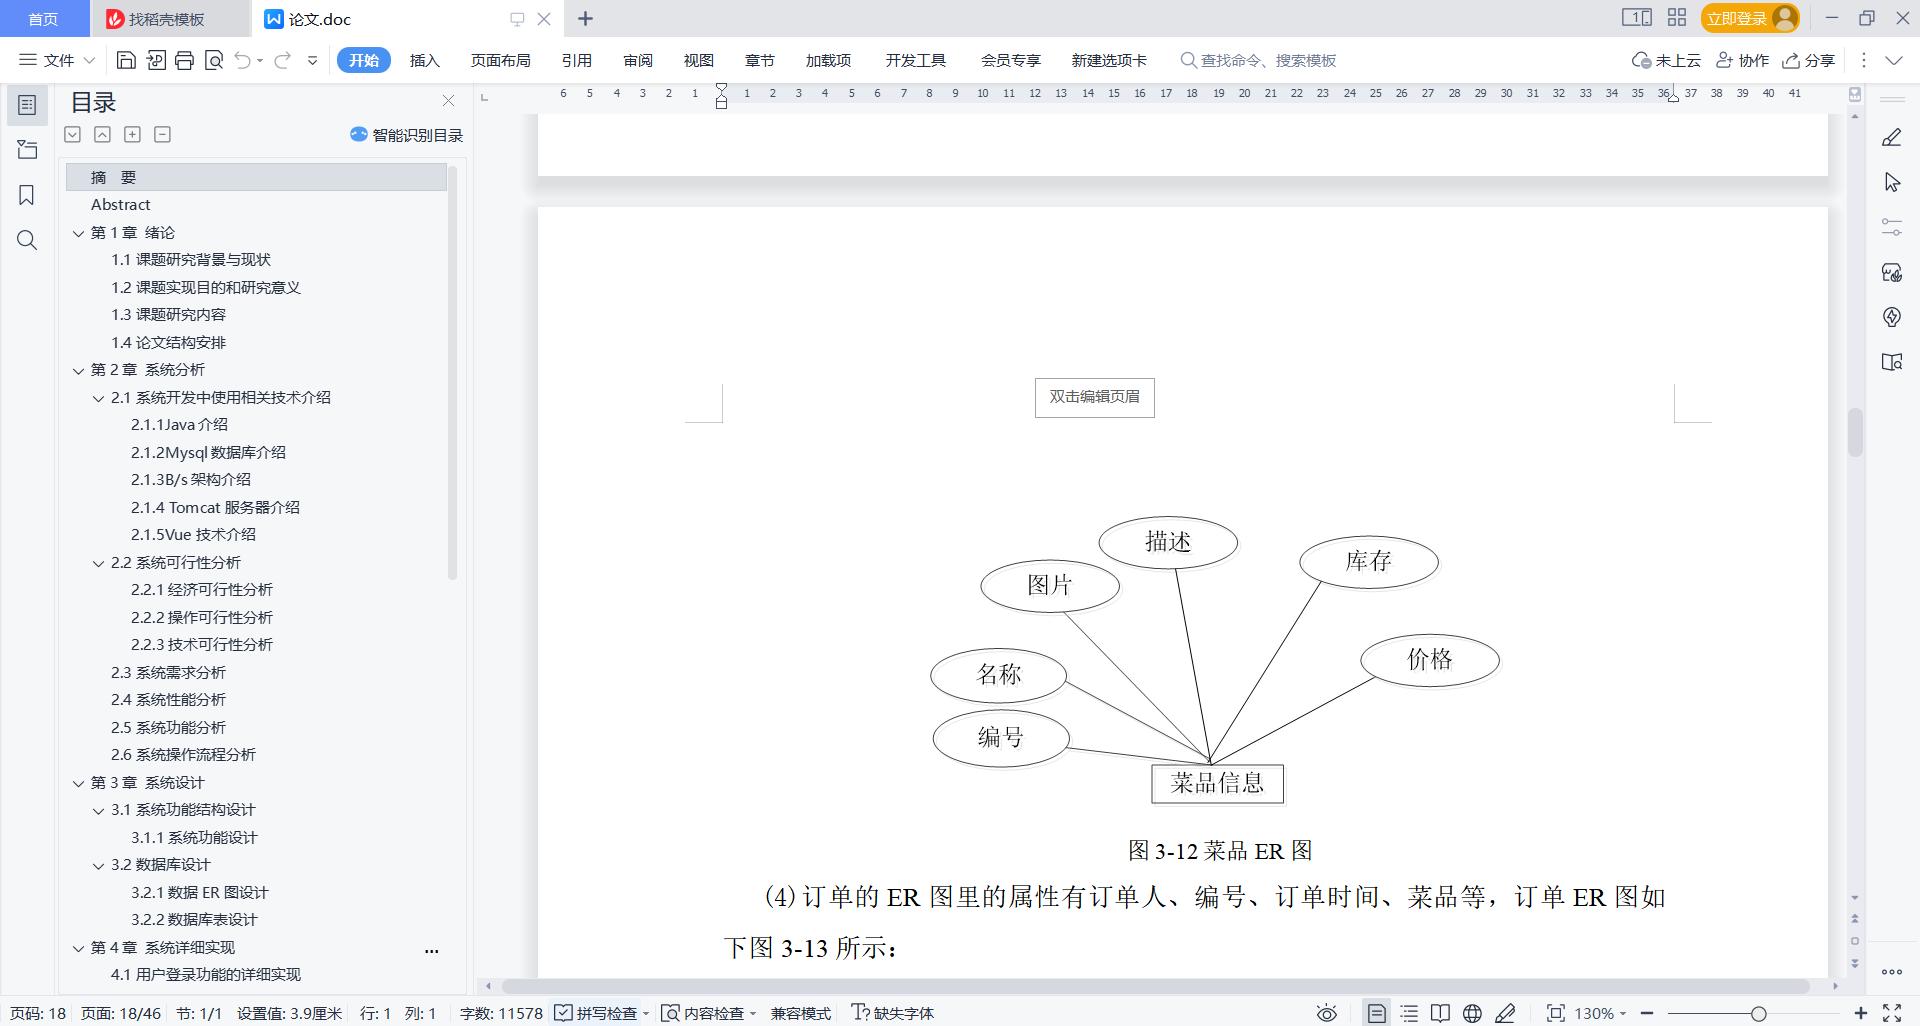 首页 找稻壳模板 论文.doc 立即登录
文件 开始 插入 页面布局 引用 审阅 视图 章节 加载项 开发工具 会员专享 新建选项卡 查找命令、搜索模板 未上云 协作 分享
目录
6 5 4 3 2 1 1 2 3 4 5 6 7 8 9 10 11 12 13 14 15 16 17 18 19 20 21 22 23 24 25 26 27 28 29 30 31 32 33 34 35 36 37 38 39 40 41
智能识别目录
摘 要
Abstract
第 1 章 绪论
1.1 课题研究背景与现状
1.2 课题实现目的和研究意义
1.3 课题研究内容
1.4 论文结构安排
第 2 章 系统分析
2.1 系统开发中使用相关技术介绍
2.1.1Java 介绍
2.1.2Mysql 数据库介绍
2.1.3B/s 架构介绍
2.1.4 Tomcat 服务器介绍
2.1.5Vue 技术介绍
2.2 系统可行性分析
2.2.1 经济可行性分析
2.2.2 操作可行性分析
2.2.3 技术可行性分析
2.3 系统需求分析
2.4 系统性能分析
2.5 系统功能分析
2.6 系统操作流程分析
第 3 章 系统设计
3.1 系统功能结构设计
3.1.1 系统功能设计
3.2 数据库设计
3.2.1 数据 ER 图设计
3.2.2 数据库表设计
第 4 章 系统详细实现
4.1 用户登录功能的详细实现
双击编辑页眉
描述
库存
图片
价格
名称
编号
菜品信息
图 3-12 菜品 ER 图
(4) 订单的 ER 图里的属性有订单人、编号、订单时间、菜品等，订单 ER 图如
下图 3-13 所示：
页码: 18 页面: 18/46 节: 1/1 设置值: 3.9厘米 行: 1 列: 1 字数: 11578 拼写检查 内容检查 兼容模式 缺失字体 130%